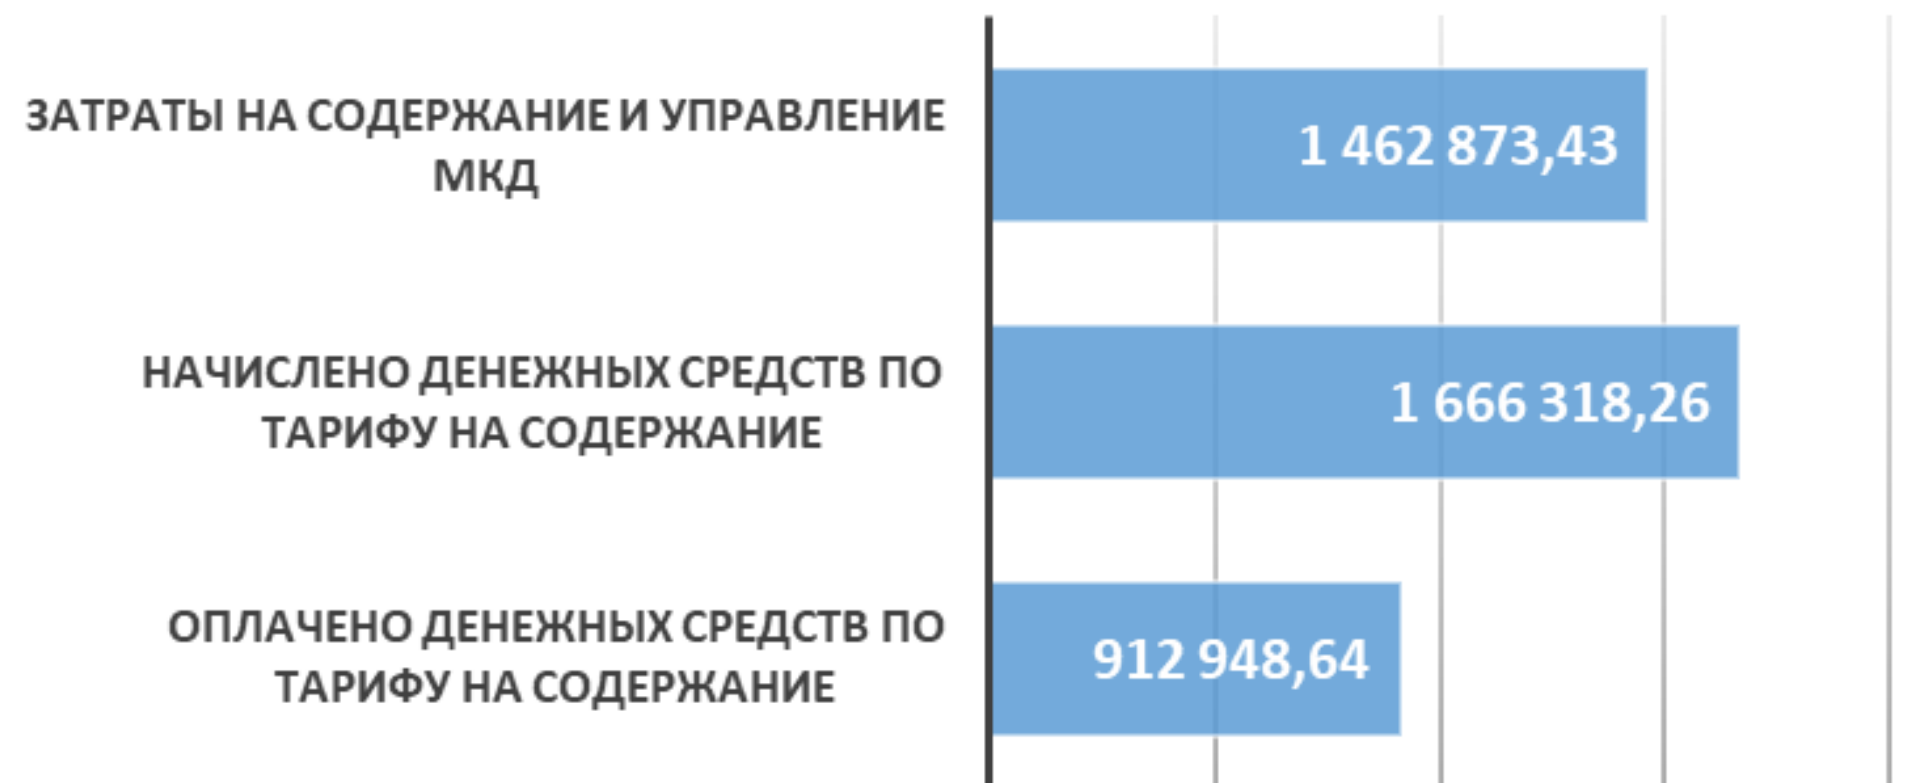 ЗАТРАТЫ НА СОДЕРЖАНИЕ И УПРАВЛЕНИЕ
МКД
1 462 873,43
НАЧИСЛЕНО ДЕНЕЖНЫХ СРЕДСТВ ПО
ТАРИФУ НА СОДЕРЖАНИЕ
1 666 318,26
ОПЛАЧЕНО ДЕНЕЖНЫХ СРЕДСТВ ПО
ТАРИФУ НА СОДЕРЖАНИЕ
912 948,64